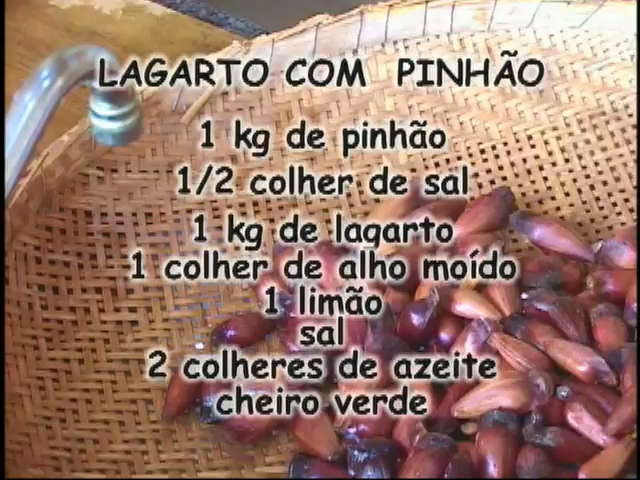 LAGARTO COM PINHÃO
1 kg de pinhão
1/2 colher de sal
1 kg de lagarto
1 colher de alho moído
1 limão
sal
2 colheres de azeite
cheiro verde